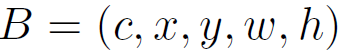 B = (c, x, y, w, h)